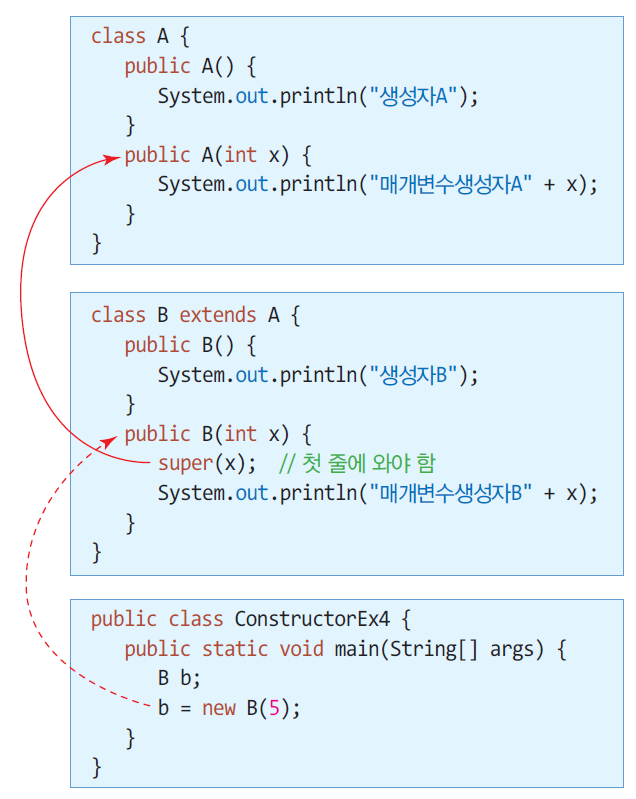 class A {
public A() {
System.out.println("생성자A");
}
public A(int x) {
System.out.println("매개변수생성자A" + x);
}
}
class B extends A {
public B() {
System.out.println("생성자B");
}
public B(int x) {
super(x); // 첫 줄에 와야 함
System.out.println("매개변수생성자B" + x);
}
}
public class ConstructorEx4 {
public static void main(String[] args) {
B b;
b = new B(5);
}
}